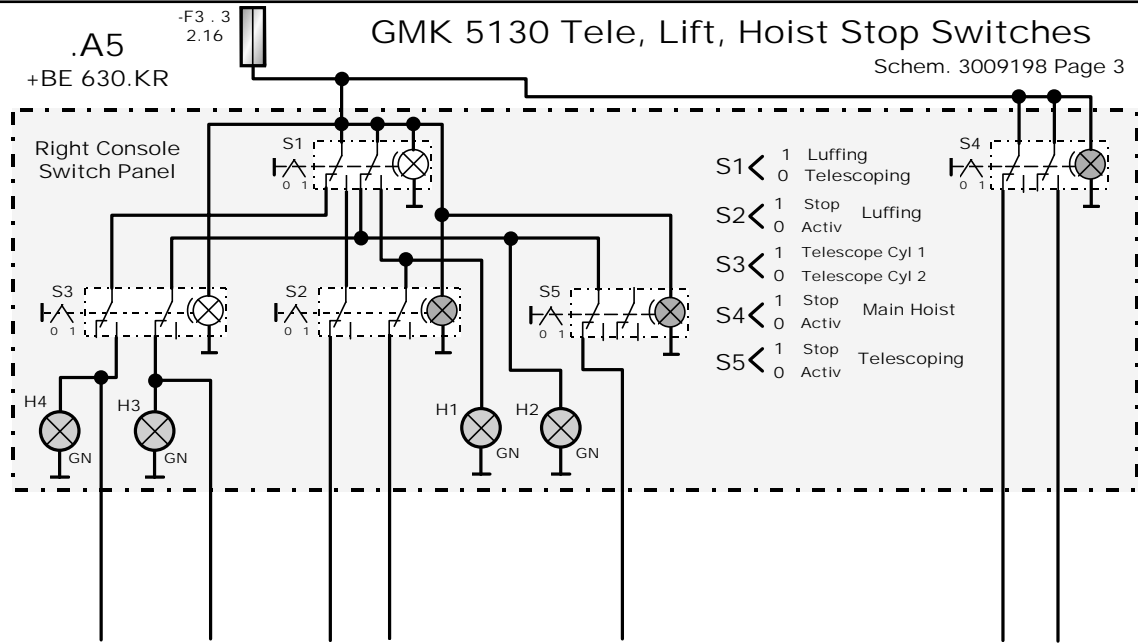 -F3 . 3
2.16
GMK 5130 Tele, Lift, Hoist Stop Switches
.A5
+BE 630.KR
Schem. 3009198 Page 3
Right Console
Switch Panel
S1
0 1
S4
0 1
S1 < 1 Luffing
0 Telescoping
S2 < 1 Stop Luffing
0 Activ
S3 < 1 Telescope Cyl 1
0 Telescope Cyl 2
S4 < 1 Stop Main Hoist
0 Activ
S5 < 1 Stop Telescoping
0 Activ
S3
0 1
S2
0 1
S5
0 1
H4
GN
H3
GN
H1
GN
H2
GN